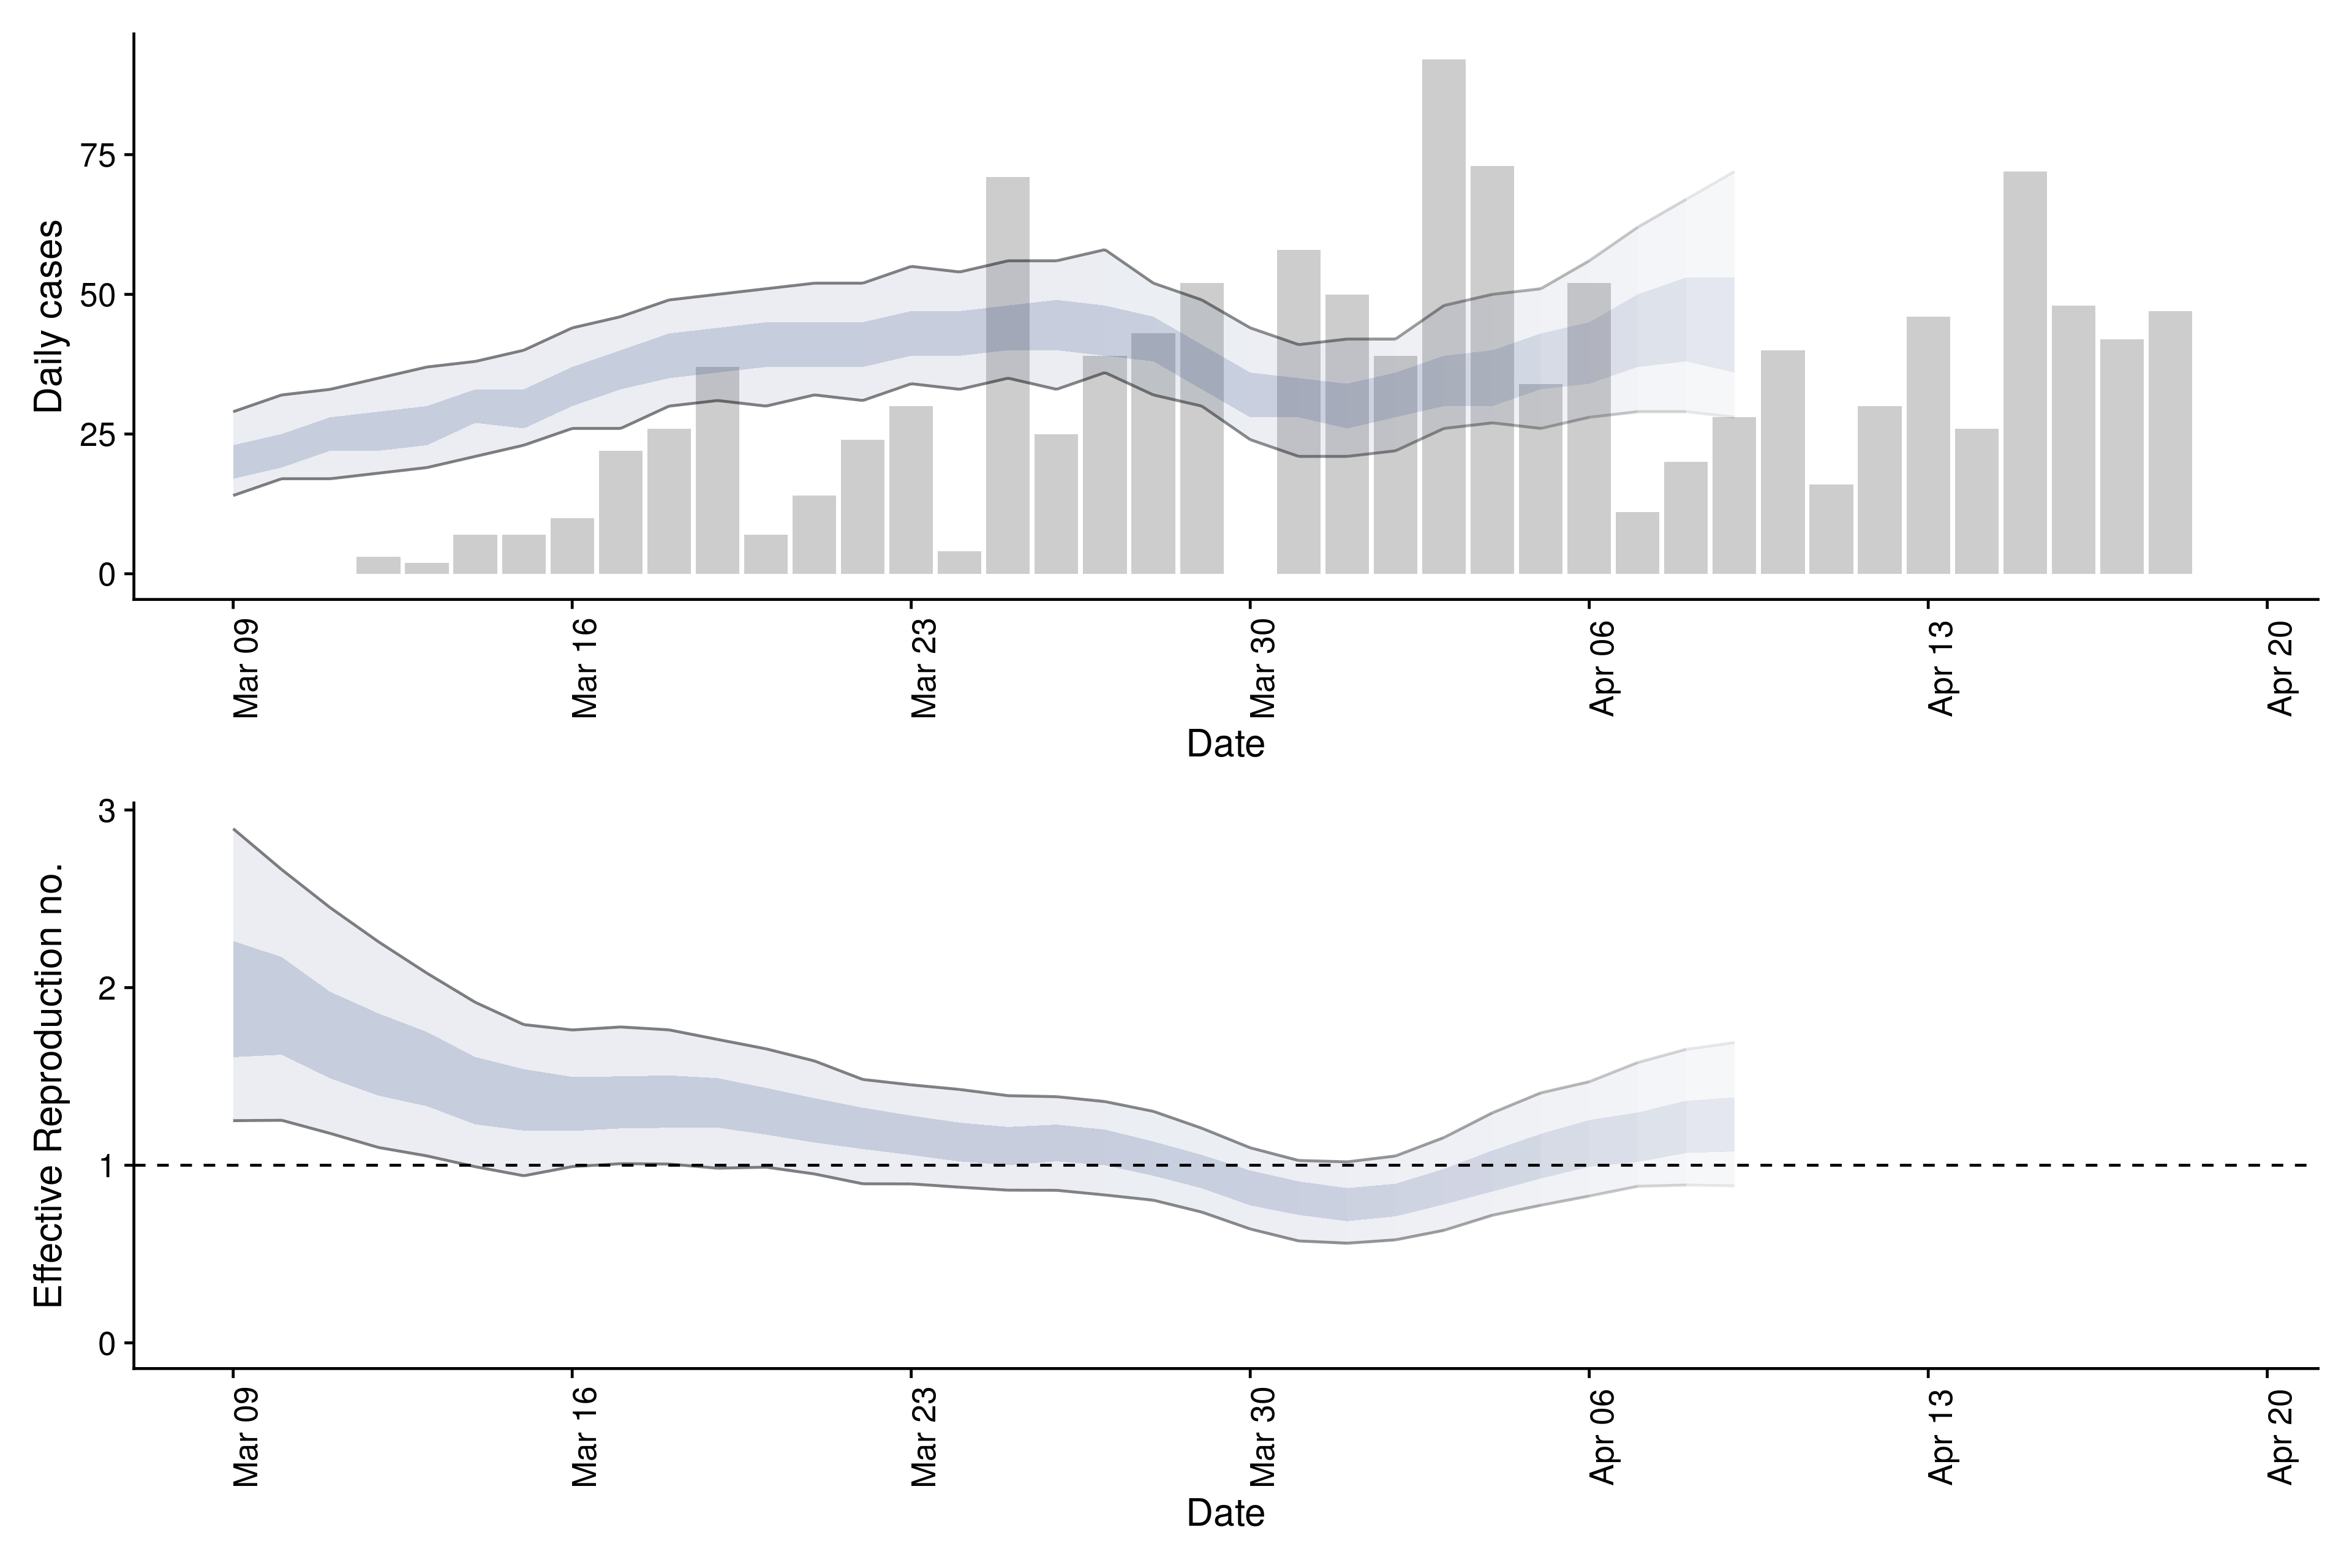 Daily cases
75
50
25
0
Mar 09
Mar 16
Mar 23
Mar 30
Apr 06
Apr 13
Apr 20
Date
Effective Reproduction no.
3
2
1
0
Mar 09
Mar 16
Mar 23
Mar 30
Apr 06
Apr 13
Apr 20
Date